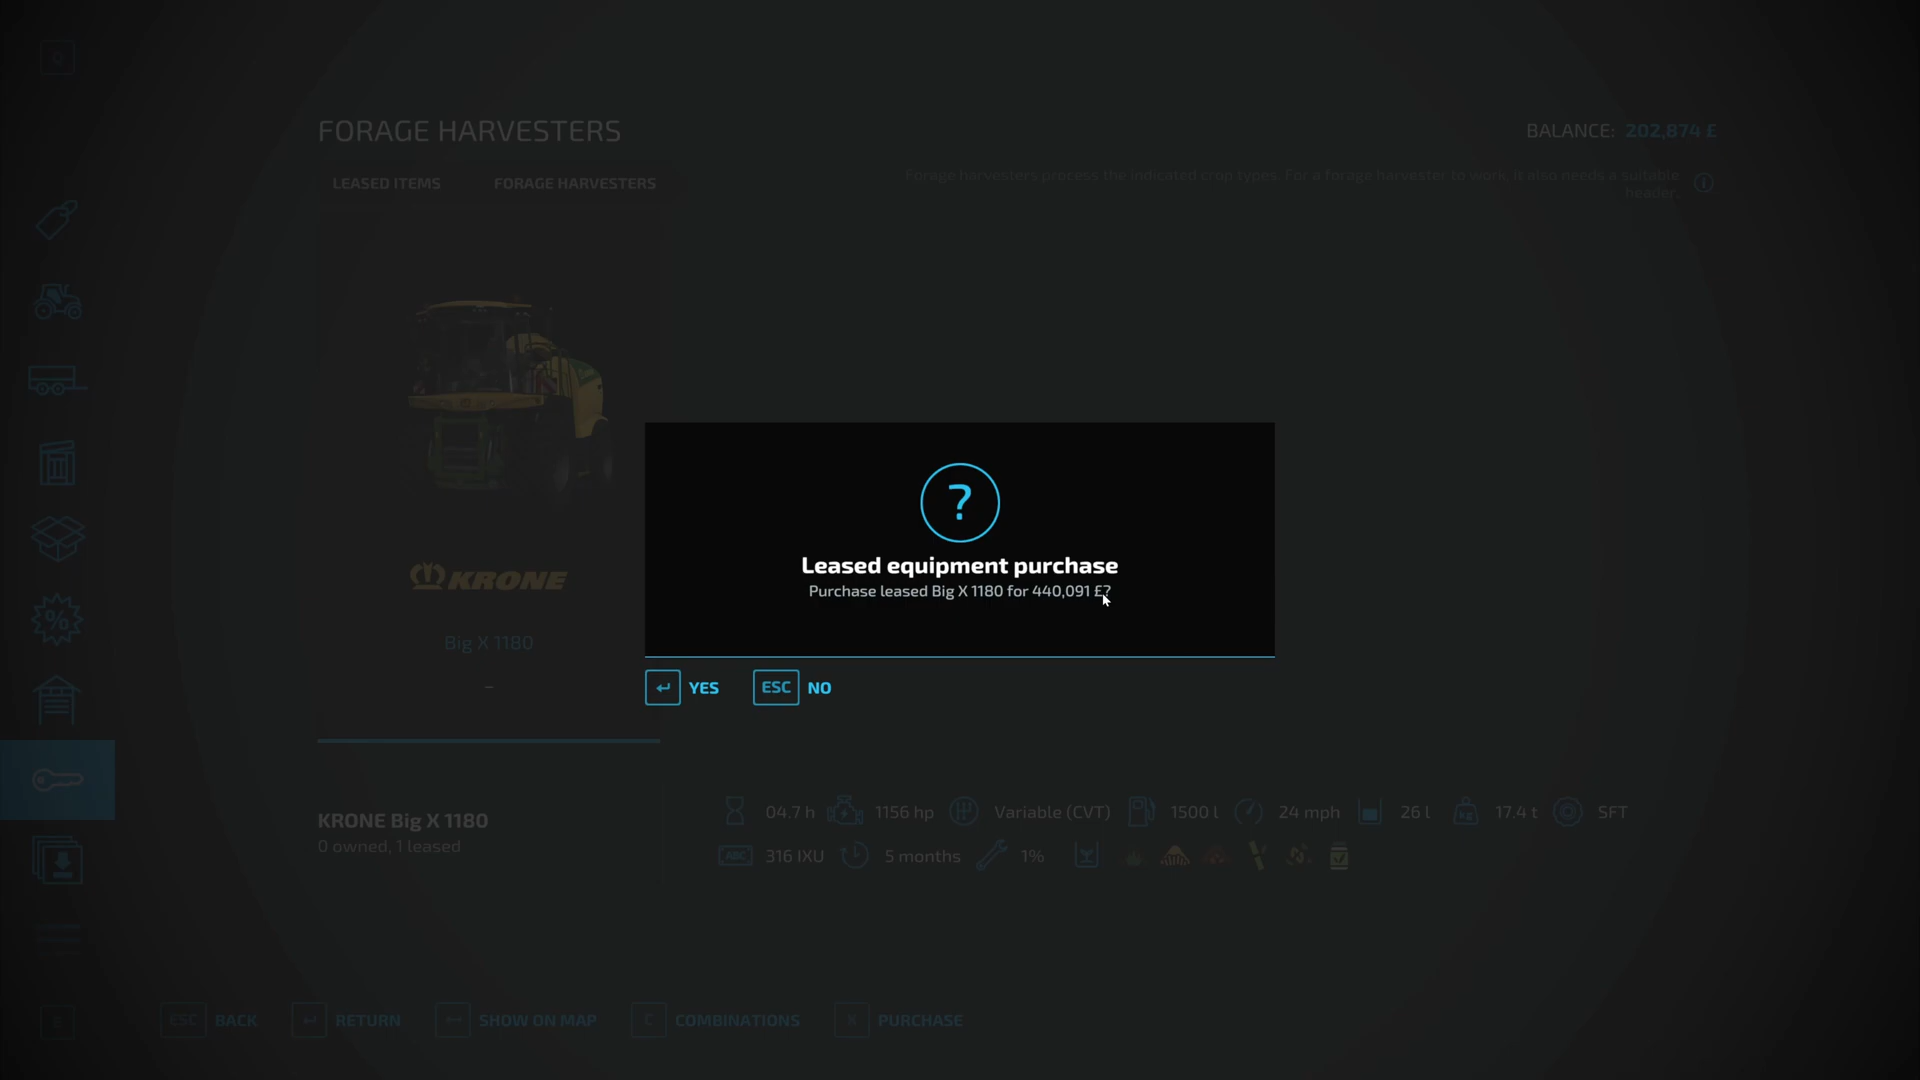 FORAGE HARVESTERS
BALANCE: 202,874 £
LEASED ITEMS
FORAGE HARVESTERS
Forage harvesters process the indicated crop types. For a forage harvester to work, it also needs a suitable
header.
KRONE
Big X 1180
–
Leased equipment purchase
Purchase leased Big X 1180 for 440,091 £?
YES
ESC
NO
KRONE Big X 1180
0 owned, 1 leased
04.7 h
1156 hp
Variable (CVT)
1500 l
24 mph
26 l
17.4 t
SFT
ABC
316 IXU
5 months
1%
ESC
BACK
RETURN
SHOW ON MAP
C
COMBINATIONS
PURCHASE